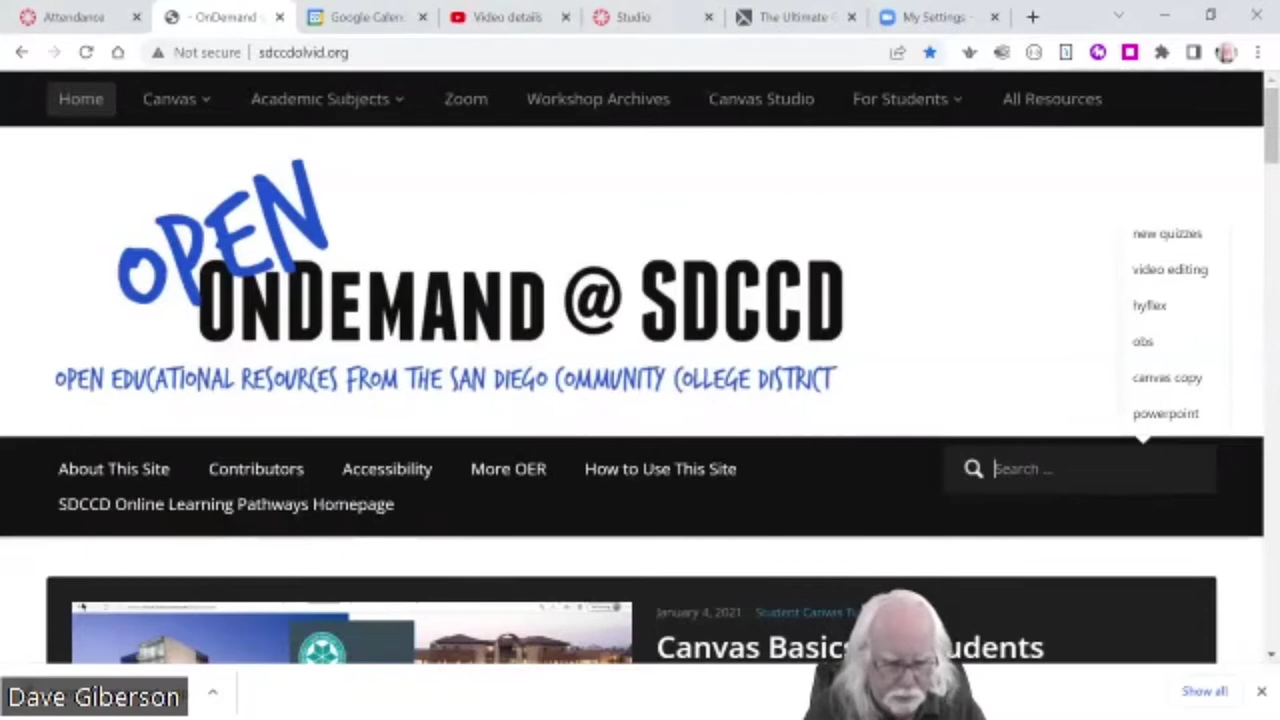 Attendance
- OnDemand
Google Calen
Video details
Studio
The Ultimate
My Settings -
Not secure
sdccdolvid.org
Home
Canvas
Academic Subjects
Zoom
Workshop Archives
Canvas Studio
For Students
All Resources
OPEN
ONDEMAND @ SDCCD
OPEN EDUCATIONAL RESOURCES FROM THE SAN DIEGO COMMUNITY COLLEGE DISTRICT
new quizzes
video editing
hyflex
obs
canvas copy
powerpoint
About This Site
Contributors
Accessibility
More OER
How to Use This Site
Search ...
SDCCD Online Learning Pathways Homepage
January 4, 2021
Student Canvas Tu
Canvas Basics udents
Dave Giberson
Show all